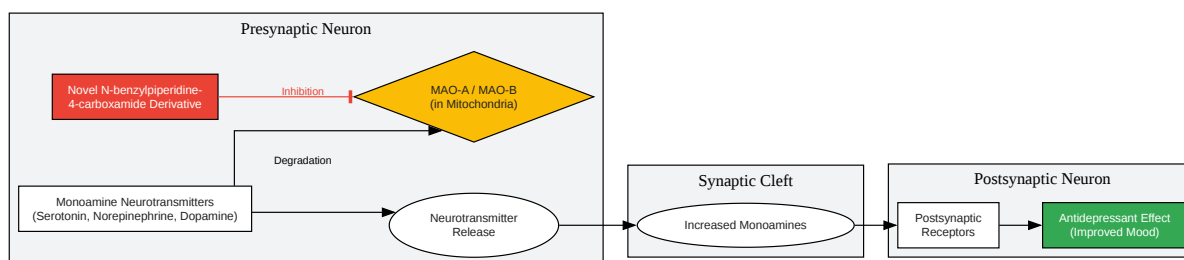 Presynaptic Neuron
Novel N-benzylpiperidine-
4-carboxamide Derivative
Inhibition
MAO-A / MAO-B
(in Mitochondria)
Degradation
Monoamine Neurotransmitters
(Serotonin, Norepinephrine, Dopamine)
Neurotransmitter
Release
Synaptic Cleft
Increased Monoamines
Postsynaptic Neuron
Postsynaptic
Receptors
Antidepressant Effect
(Improved Mood)